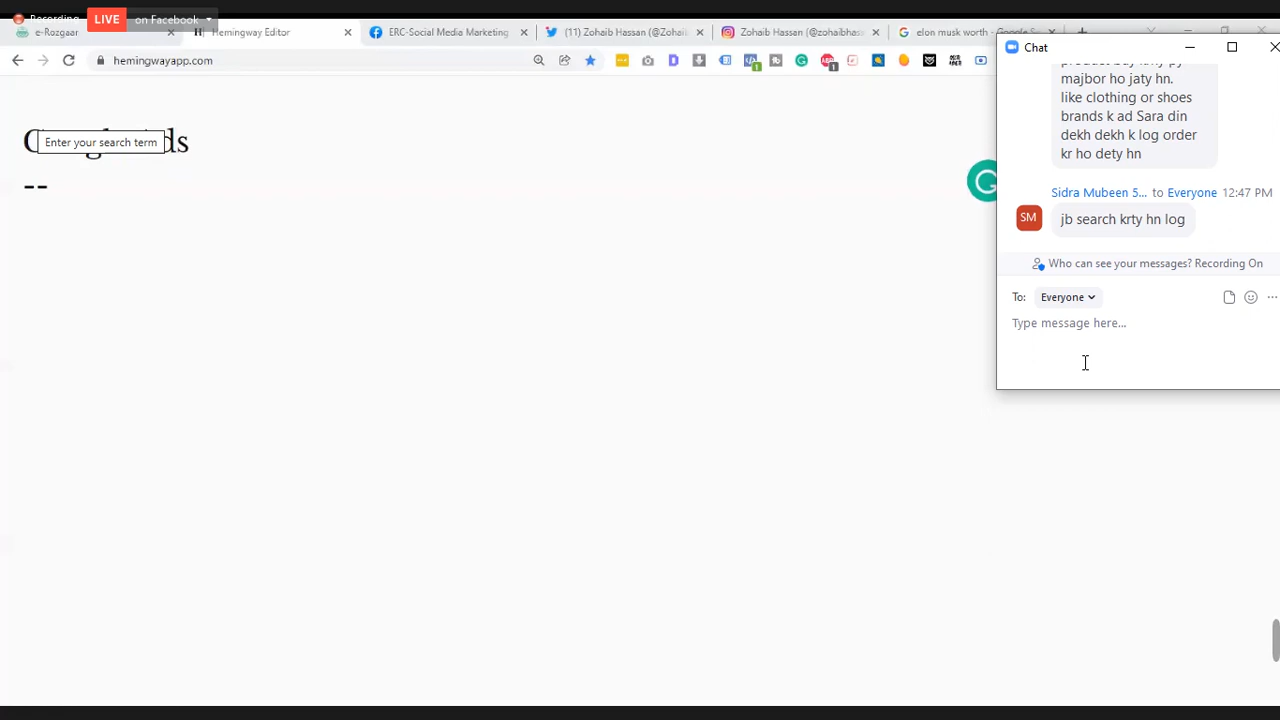 Recording
LIVE on Facebook
e-Rozgaar
Hemingway Editor
ERC-Social Media Marketing
(11) Zohaib Hassan (@Zohaib
Zohaib Hassan (@zohaibhass
elon musk worth - Google Se
hemingwayapp.com
Enter your search term
--
Chat
majbor ho jaty hn.
like clothing or shoes
brands k ad Sara din
dekh dekh k log order
kr ho dety hn
Sidra Mubeen 5... to Everyone 12:47 PM
SM
jb search krty hn log
Who can see your messages? Recording On
To: Everyone
Type message here...